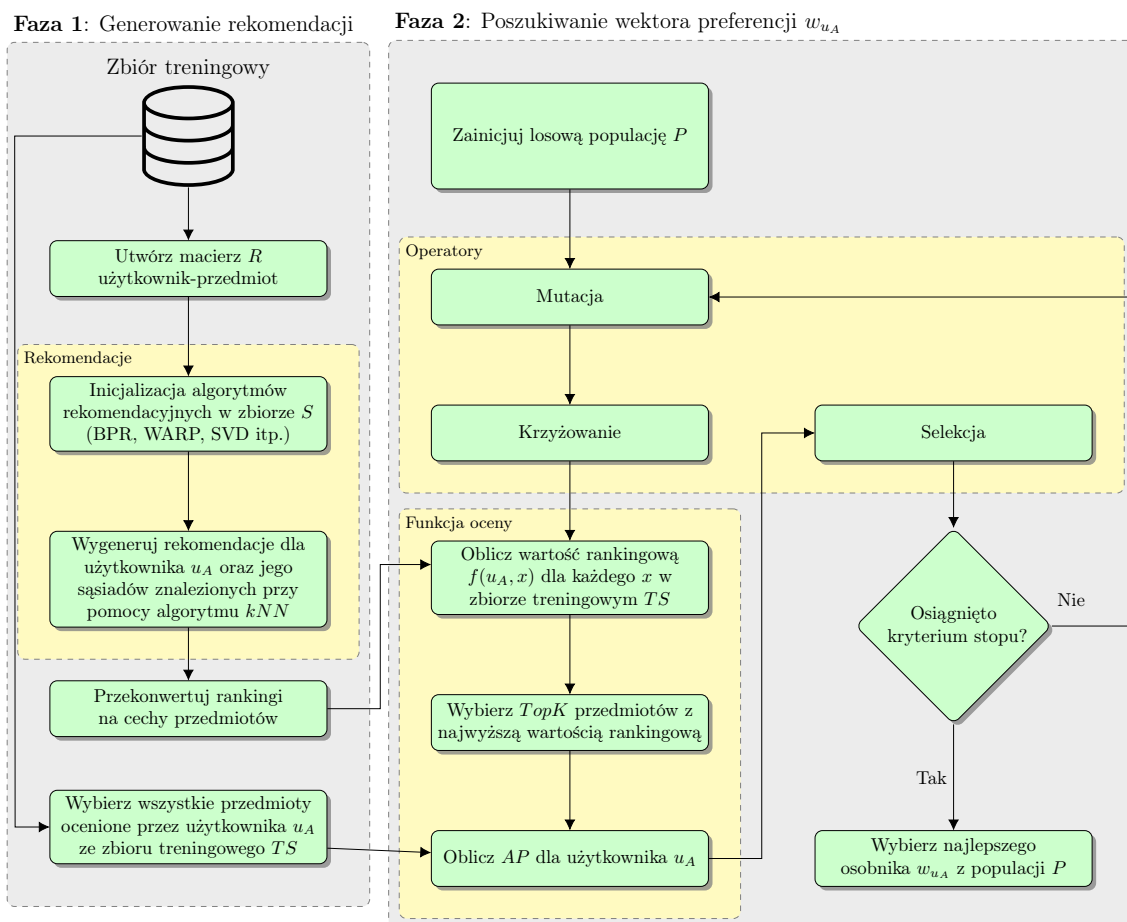 Faza 1: Generowanie rekomendacji
Zbiór treningowy
Utwórz macierz R
użytkownik-przedmiot
Rekomendacje
Inicjalizacja algorytmów
rekomendacyjnych w zbiorze S
(BPR, WARP, SVD itp.)
Wygeneruj rekomendacje dla
użytkownika u_A oraz jego
sąsiadów znalezionych przy
pomocy algorytmu kNN
Przekonwertuj rankingi
na cechy przedmiotów
Wybierz wszystkie przedmioty
ocenione przez użytkownika u_A
ze zbioru treningowego TS
Faza 2: Poszukiwanie wektora preferencji w_{u_A}
Zainicjuj losową populację P
Operatory
Mutacja
Krzyżowanie
Selekcja
Funkcja oceny
Oblicz wartość rankingową
f(u_A, x) dla każdego x w
zbiorze treningowym TS
Wybierz TopK przedmiotów z
najwyższą wartością rankingową
Oblicz AP dla użytkownika u_A
Osiągnięto
kryterium stopu?
Nie
Tak
Wybierz najlepszego
osobnika w_{u_A} z populacji P